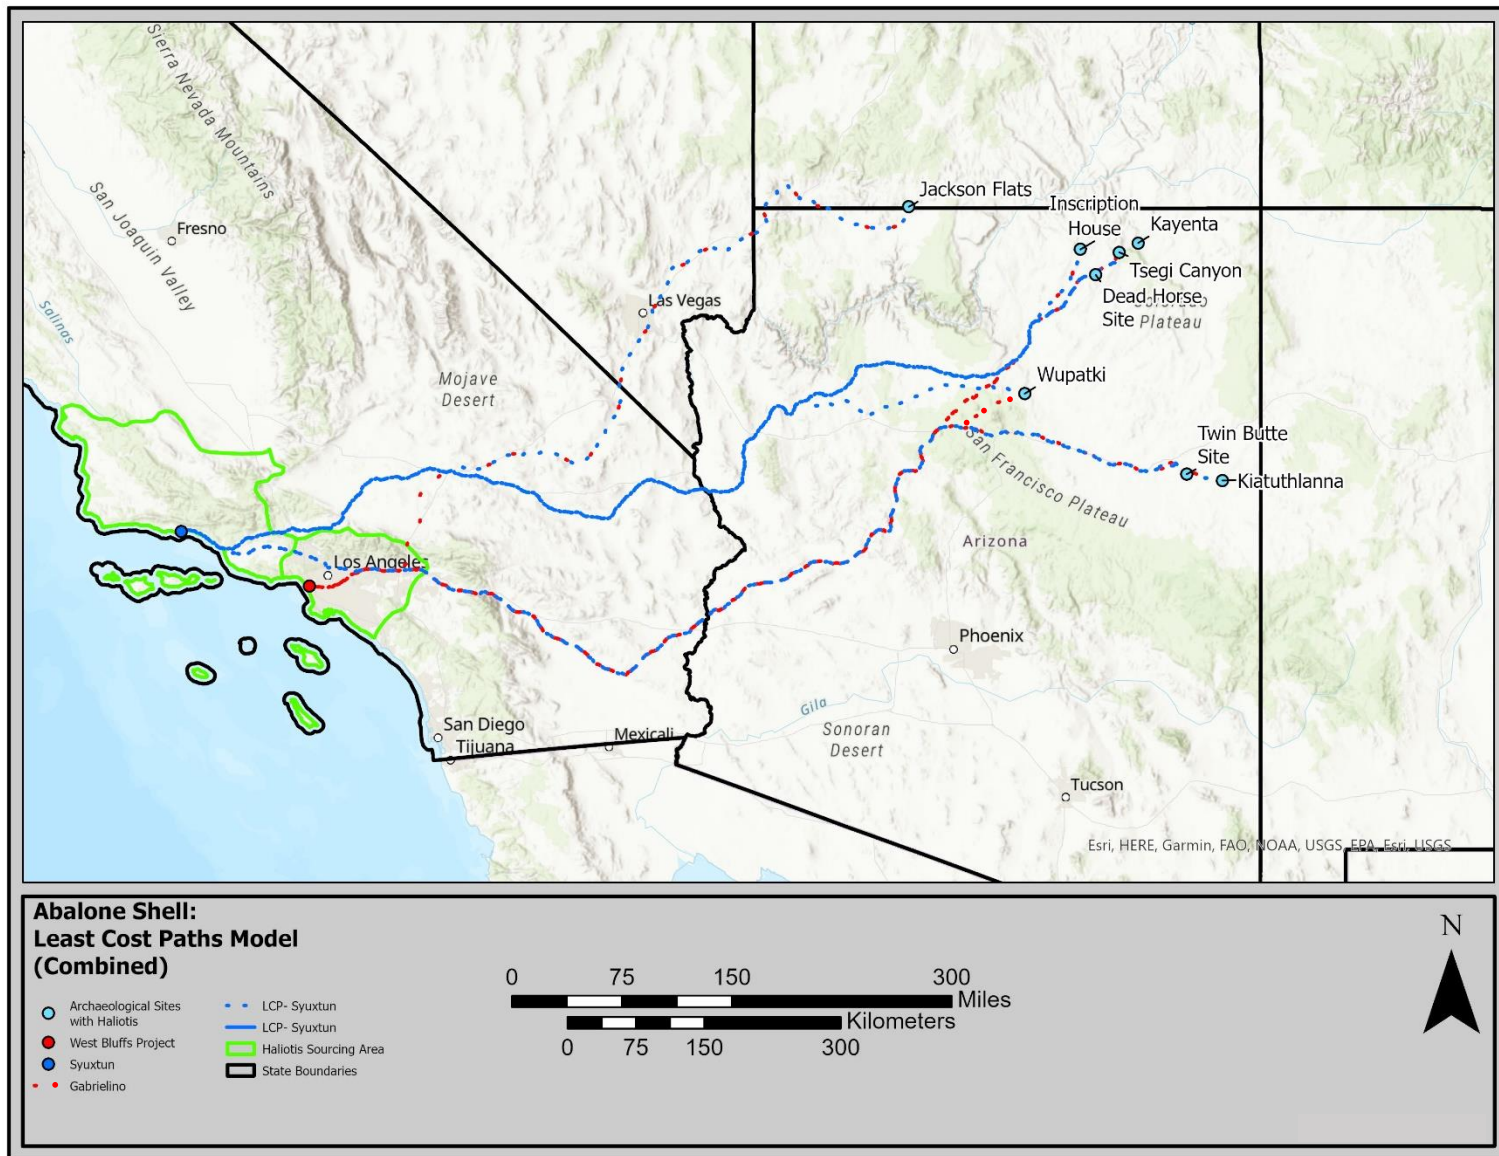 Sierra Nevada Mountains
San Joaquin Valley
Fresno
Salinas
Jackson Flats
Inscription
House
Kayenta
Tsegi Canyon
Dead Horse
Site
Plateau
Las Vegas
Mojave
Desert
Wupatki
Twin Butte
Site
Kiatuthlanna
San Francisco Plateau
Arizona
Los Angeles
Phoenix
Gila
Sonoran
Desert
San Diego
Tijuana
Mexicali
Tucson
Esri, HERE, Garmin, FAO, NOAA, USGS, EPA, Esri, USGS
Abalone Shell:
Least Cost Paths Model
(Combined)
Archaeological Sites
with Haliotis
West Bluffs Project
Syuxtun
Gabrielino
LCP- Syuxtun
LCP- Syuxtun
Haliotis Sourcing Area
State Boundaries
0 75 150 300
Miles
Kilometers
0 75 150 300
N